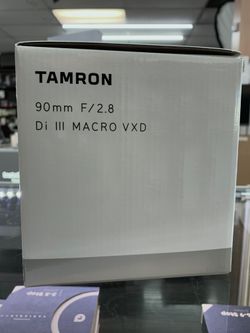 TAMRON
90mm F/2.8
Di III MACRO VXD